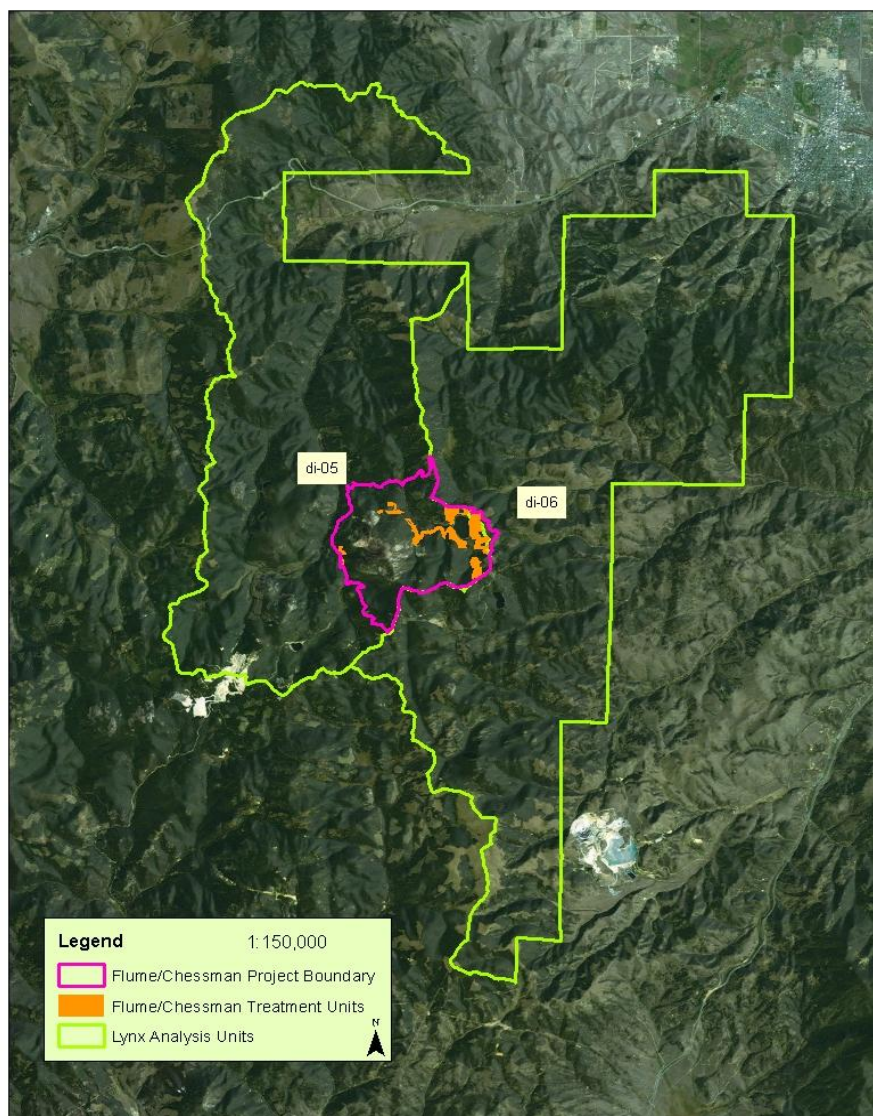 di-05
di-06
Legend 1:150,000
Flume/Chessman Project Boundary
Flume/Chessman Treatment Units
Lynx Analysis Units
N